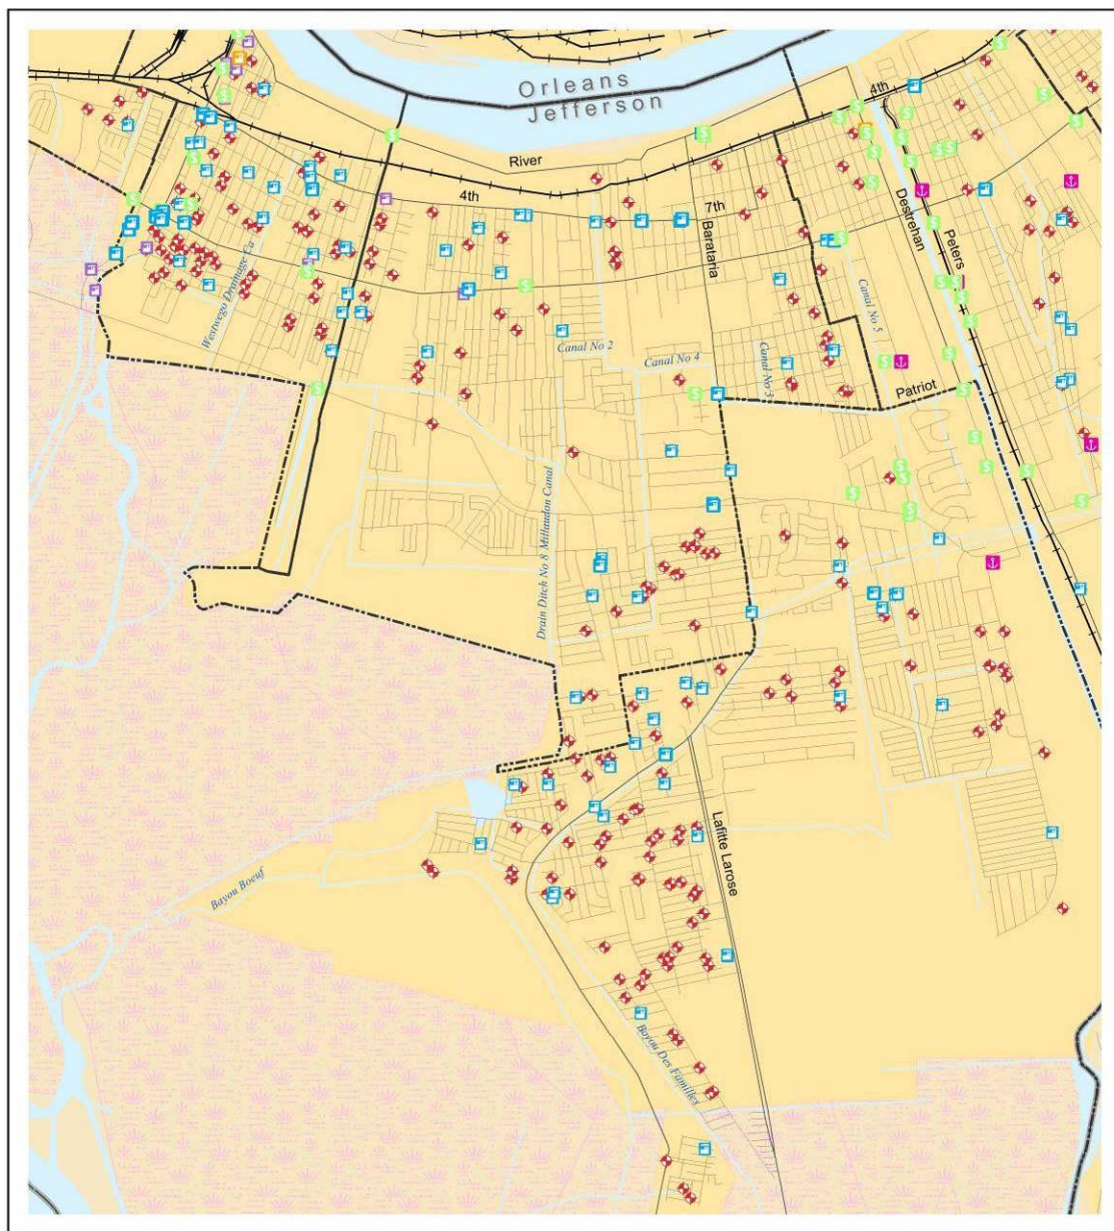 Orleans
Jefferson
4th
River
4th
7th
Barataria
Destrehan
Peters
Westwego Drainage Ca
Canal No 5
Canal No 2
Canal No 4
Canal No 3
Patriot
Drain Ditch No 8 Millaudon Canal
Lafitte Larose
Bayou Boeuf
Bayou Des Familles